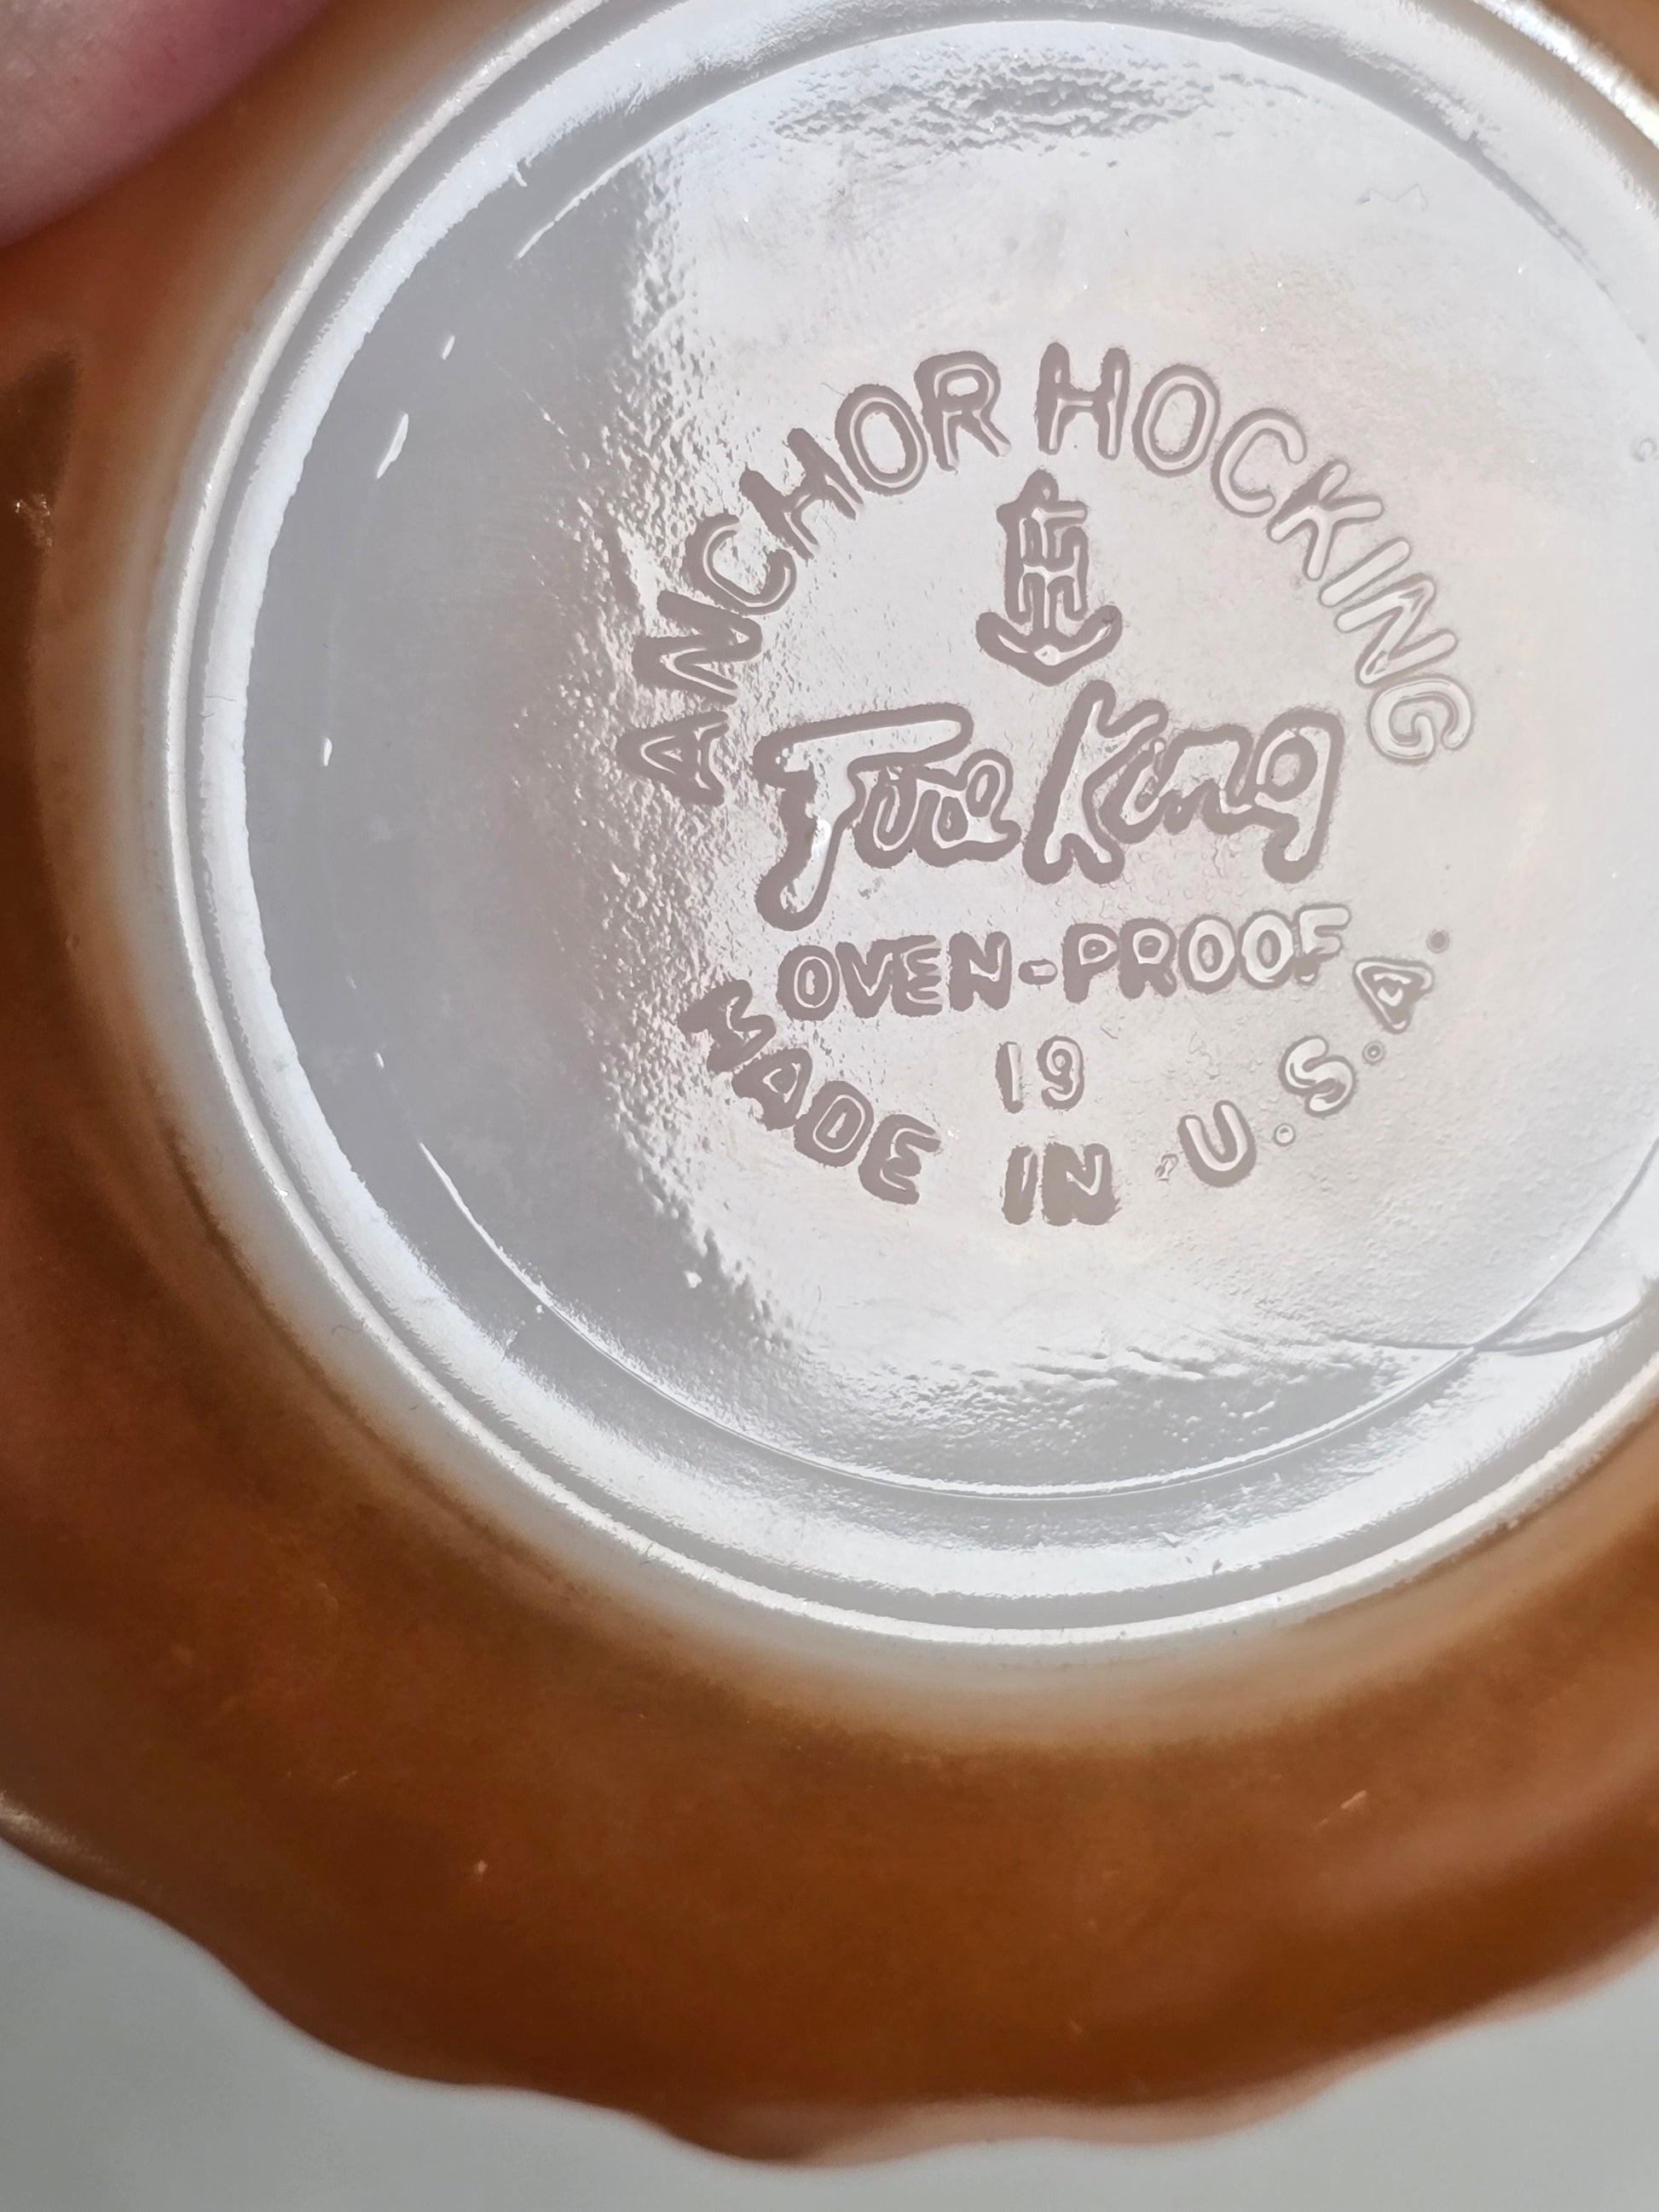 ANCHOR HOCKING
Fire King
OVEN-PROOF
19
MADE IN U.S.A.